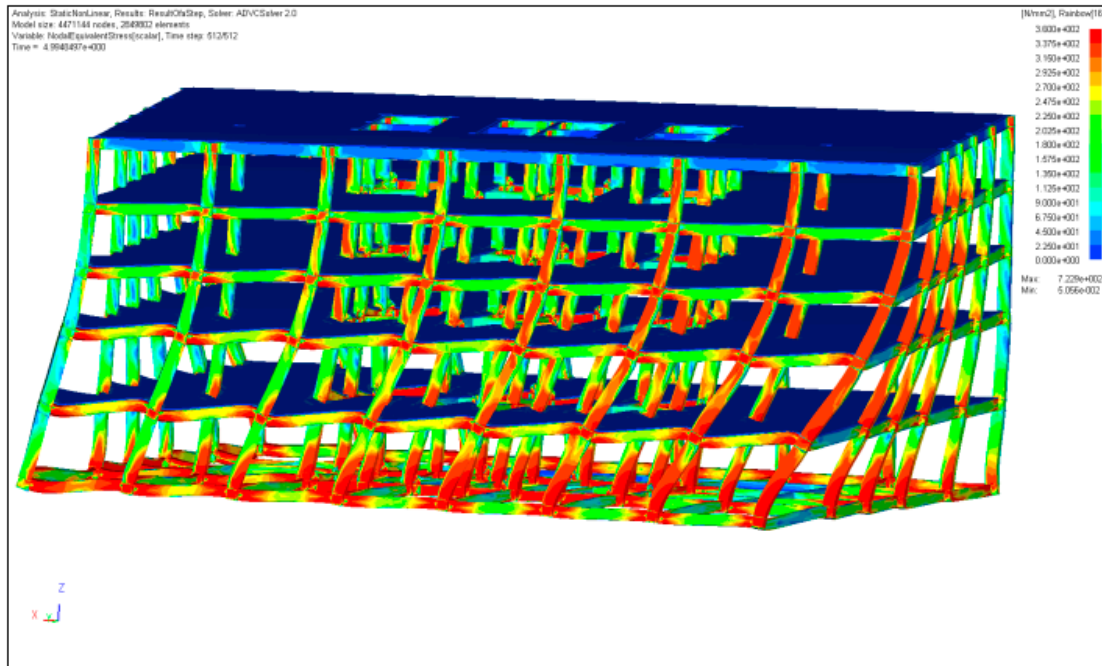 Analysis: StaticNonLinear, Results: ResultOfaStep, Solver: ADVCSolver 2.0
Model size: 4471144 nodes, 2849802 elements
Variable: NodalEquivalentStress[scalar], Time step: 512/512
Time = 4.9948497e+000
[N/mm2], Rainbow[16
3.600e+002
3.375e+002
3.150e+002
2.925e+002
2.700e+002
2.475e+002
2.250e+002
2.025e+002
1.800e+002
1.575e+002
1.350e+002
1.125e+002
9.000e+001
6.750e+001
4.500e+001
2.250e+001
0.000e+000
Max: 7.229e+002
Min: 5.056e-002
Z
X
Y